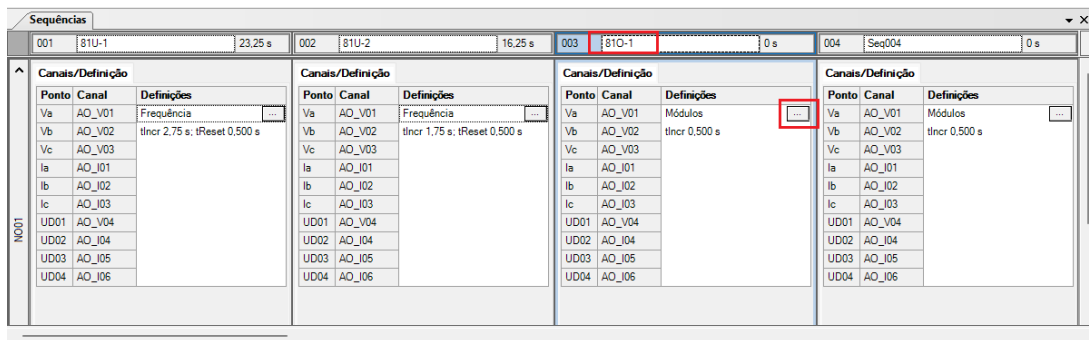 Sequências
001 81U-1 23,25 s 002 81U-2 16,25 s 003 81O-1 0 s 004 Seq004 0 s
Canais/Definição Canais/Definição Canais/Definição Canais/Definição
Ponto Canal Definições Ponto Canal Definições Ponto Canal Definições Ponto Canal Definições
Va AO_V01 Frequência ... Va AO_V01 Frequência ... Va AO_V01 Módulos ... Va AO_V01 Módulos ...
Vb AO_V02 tIncr 2,75 s; tReset 0,500 s Vb AO_V02 tIncr 1,75 s; tReset 0,500 s Vb AO_V02 tIncr 0,500 s Vb AO_V02 tIncr 0,500 s
Vc AO_V03 Vc AO_V03 Vc AO_V03 Vc AO_V03
Ia AO_I01 Ia AO_I01 Ia AO_I01 Ia AO_I01
Ib AO_I02 Ib AO_I02 Ib AO_I02 Ib AO_I02
Ic AO_I03 Ic AO_I03 Ic AO_I03 Ic AO_I03
UD01 AO_V04 UD01 AO_V04 UD01 AO_V04 UD01 AO_V04
UD02 AO_I04 UD02 AO_I04 UD02 AO_I04 UD02 AO_I04
UD03 AO_I05 UD03 AO_I05 UD03 AO_I05 UD03 AO_I05
UD04 AO_I06 UD04 AO_I06 UD04 AO_I06 UD04 AO_I06
NO01